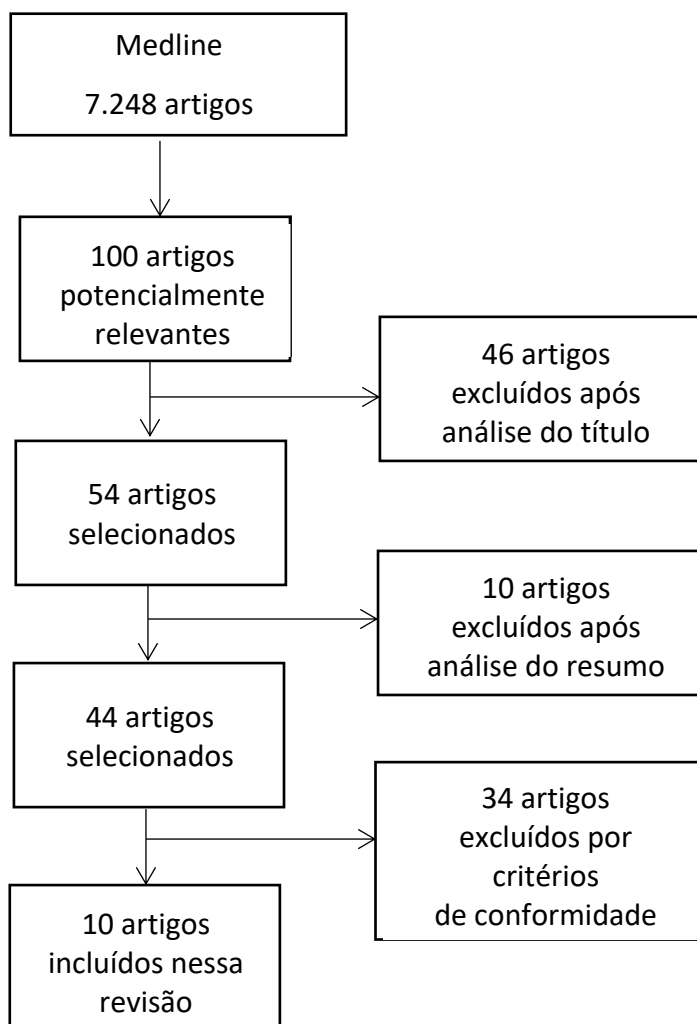 Medline
7.248 artigos
100 artigos
potencialmente
relevantes
46 artigos
excluídos após
análise do título
54 artigos
selecionados
10 artigos
excluídos após
análise do resumo
44 artigos
selecionados
34 artigos
excluídos por
critérios
de conformidade
10 artigos
incluídos nessa
revisão